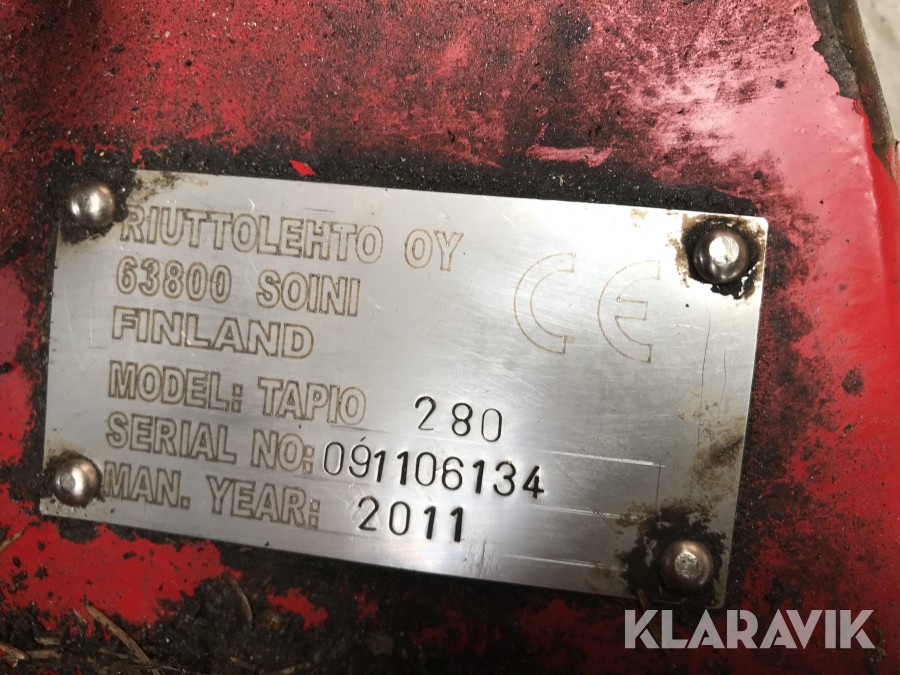 RIUTTOLEHTO OY
63800 SOINI
FINLAND
CE
MODEL: TAPIO 280
SERIAL NO: 091106134
MAN. YEAR: 2011
KLARAVIK